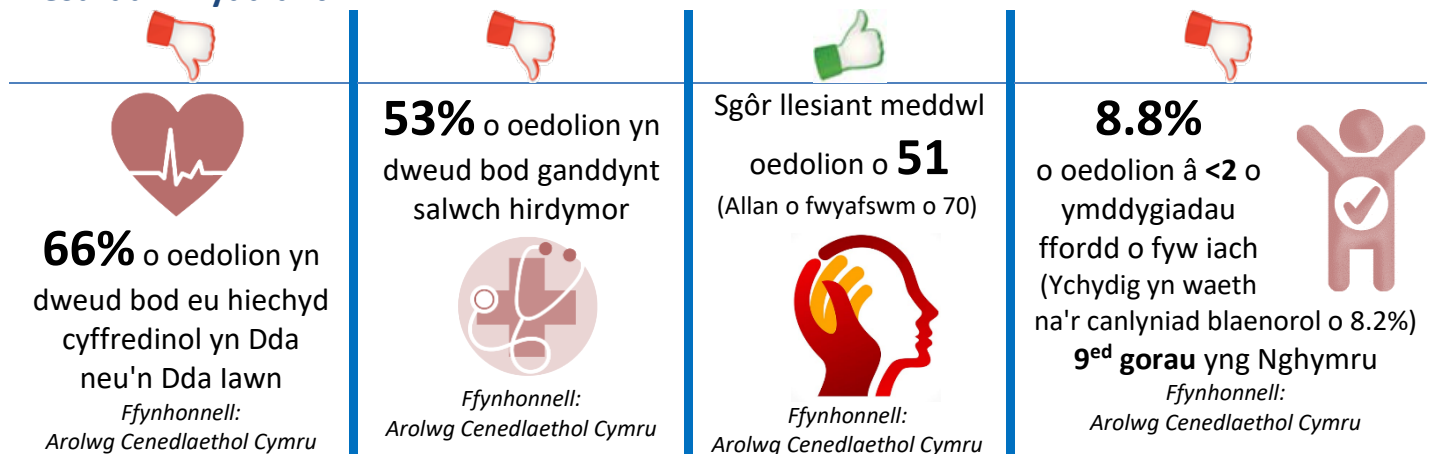 66% o oedolion yn
dweud bod eu hiechyd
cyffredinol yn Dda
neu'n Dda Iawn
Ffynhonnell:
Arolwg Cenedlaethol Cymru
53% o oedolion yn
dweud bod ganddynt
salwch hirdymor
Ffynhonnell:
Arolwg Cenedlaethol Cymru
Sgôr llesiant meddwl
oedolion o 51
(Allan o fwyafswm o 70)
Ffynhonnell:
Arolwg Cenedlaethol Cymru
8.8%
o oedolion â <2 o
ymddygiadau
ffordd o fyw iach
(Ychydig yn waeth
na'r canlyniad blaenorol o 8.2%)
9ed gorau yng Nghymru
Ffynhonnell:
Arolwg Cenedlaethol Cymru